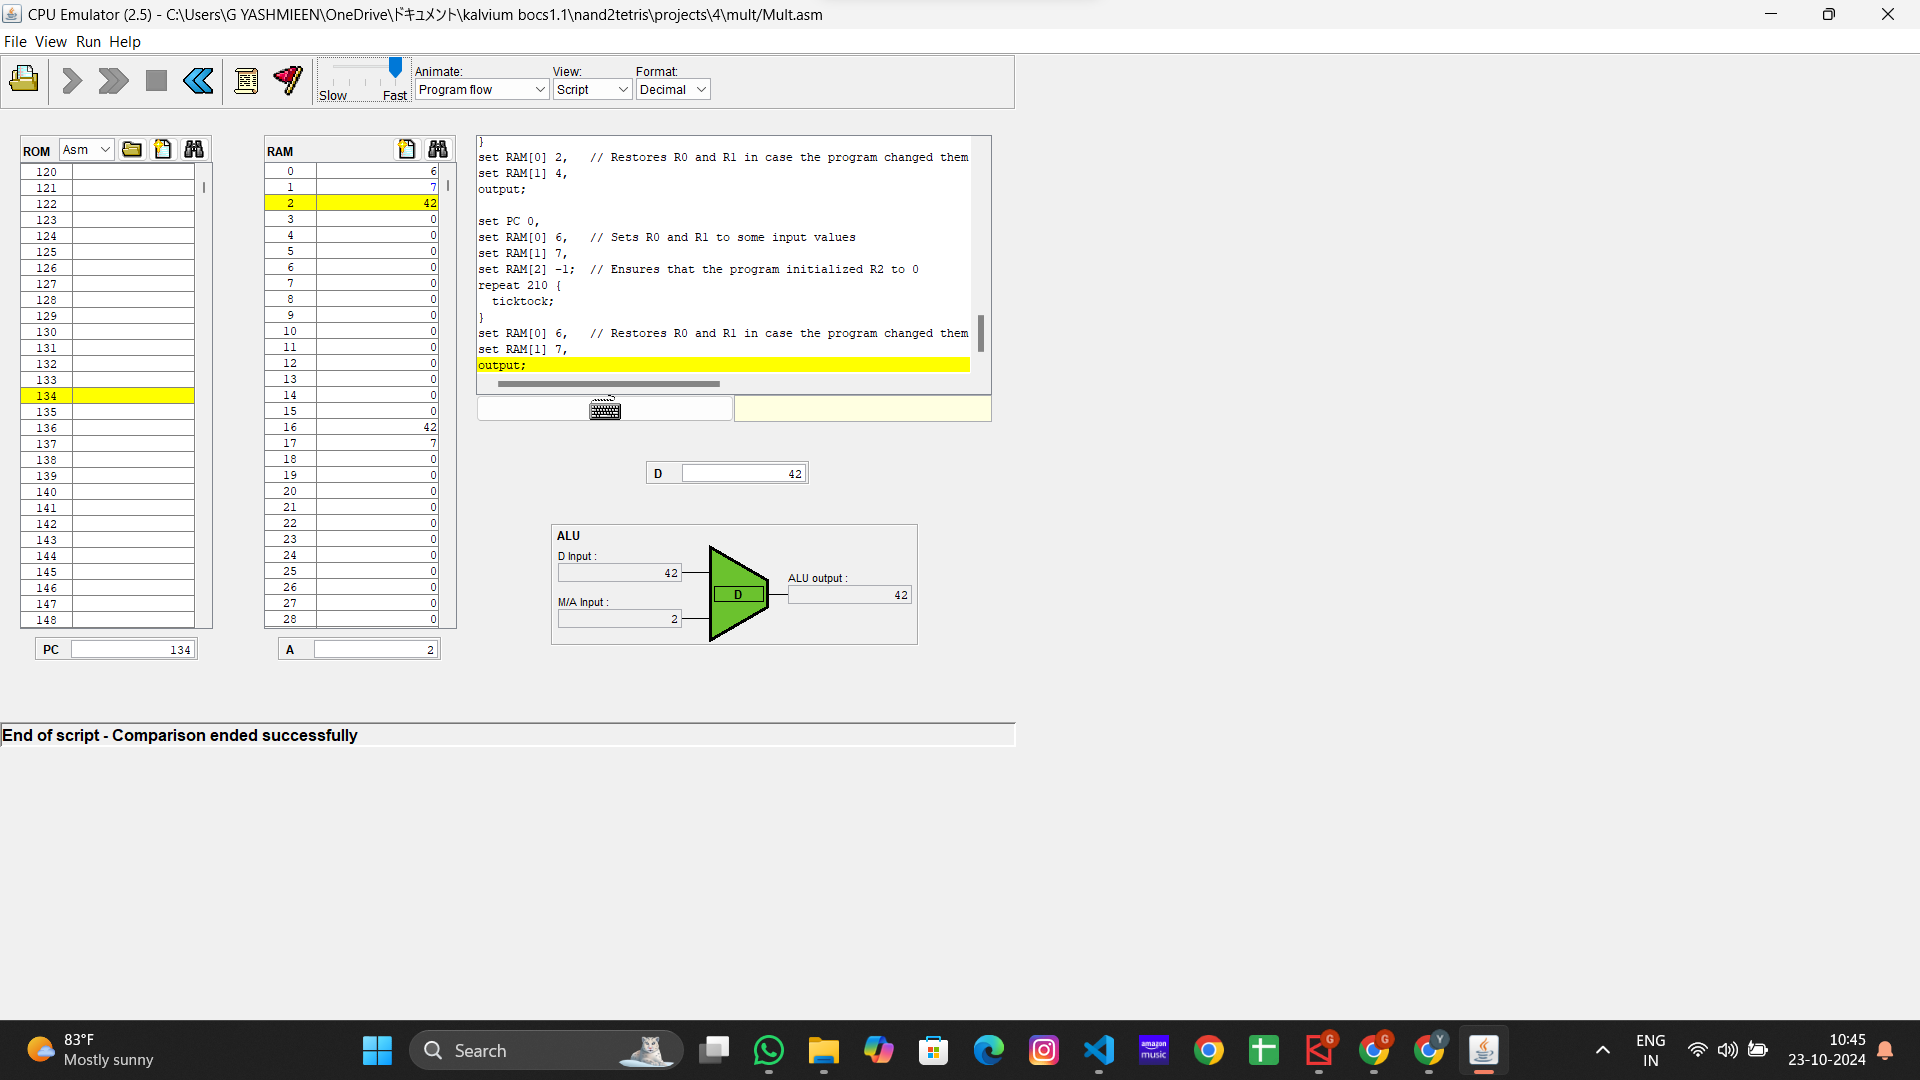 CPU Emulator (2.5) - C:\Users\G YASHMIEEN\OneDrive\ドキュメント\kalvium bocs1.1\nand2tetris\projects\4\mult/Mult.asm
File View Run Help
Slow Fast
Animate:
Program flow
View:
Script
Format:
Decimal
ROM Asm
120
121
122
123
124
125
126
127
128
129
130
131
132
133
134
135
136
137
138
139
140
141
142
143
144
145
146
147
148
PC 134
RAM
0 6
1 7
2 42
3 0
4 0
5 0
6 0
7 0
8 0
9 0
10 0
11 0
12 0
13 0
14 0
15 0
16 42
17 7
18 0
19 0
20 0
21 0
22 0
23 0
24 0
25 0
26 0
27 0
28 0
A 2
}
set RAM[0] 2, // Restores R0 and R1 in case the program changed them
set RAM[1] 4,
output;
set PC 0,
set RAM[0] 6, // Sets R0 and R1 to some input values
set RAM[1] 7,
set RAM[2] -1; // Ensures that the program initialized R2 to 0
repeat 210 {
ticktock;
}
set RAM[0] 6, // Restores R0 and R1 in case the program changed them
set RAM[1] 7,
output;
D 42
ALU
D Input :
42
M/A Input :
2
D
ALU output :
42
End of script - Comparison ended successfully
83°F
Mostly sunny
Search
amazon music
G
G
Y
ENG
IN
10:45
23-10-2024